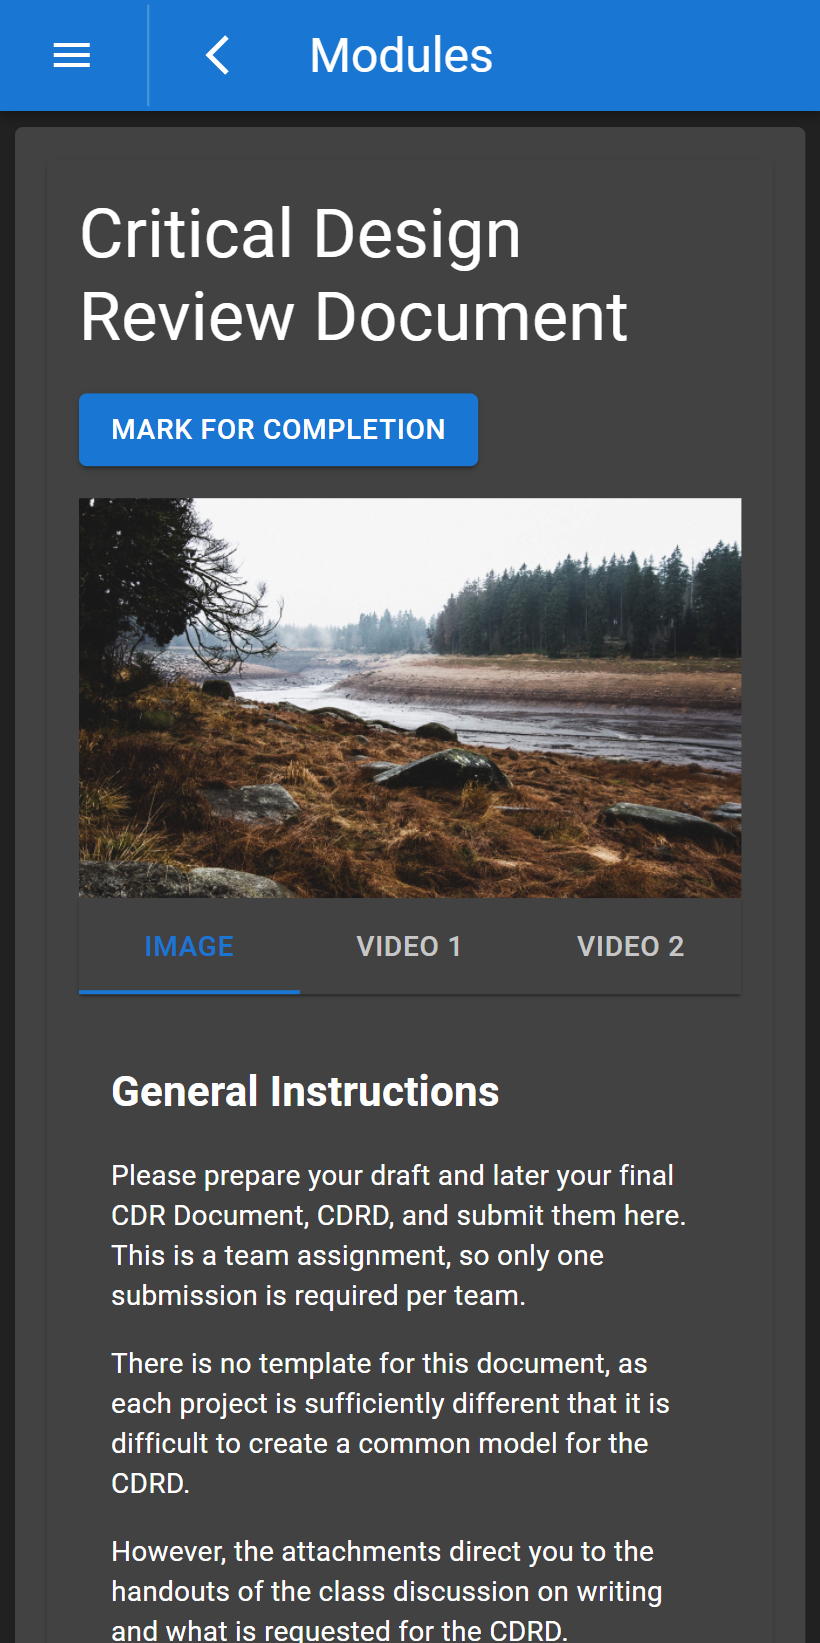 Modules
Critical Design
Review Document
MARK FOR COMPLETION
IMAGE
VIDEO 1
VIDEO 2
General Instructions
Please prepare your draft and later your final
CDR Document, CDRD, and submit them here.
This is a team assignment, so only one
submission is required per team.
There is no template for this document, as
each project is sufficiently different that it is
difficult to create a common model for the
CDRD.
However, the attachments direct you to the
handouts of the class discussion on writing
and what is requested for the CDRD.